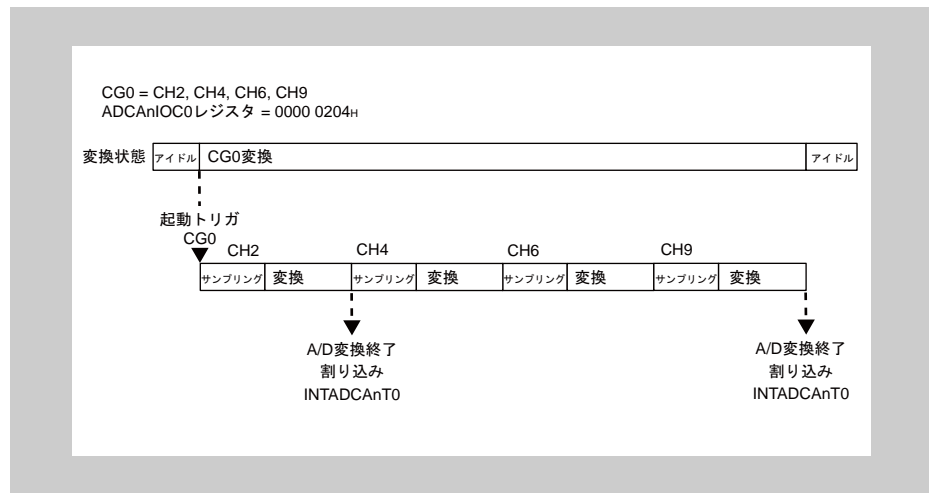 CG0 = CH2, CH4, CH6, CH9
ADCAnIOC0レジスタ = 0000 0204H
変換状態 アイドル CG0変換 アイドル
起動トリガ
CG0
CH2 CH4 CH6 CH9
サンプリング 変換 サンプリング 変換 サンプリング 変換 サンプリング 変換
A/D変換終了 A/D変換終了
割り込み 割り込み
INTADCAnT0 INTADCAnT0